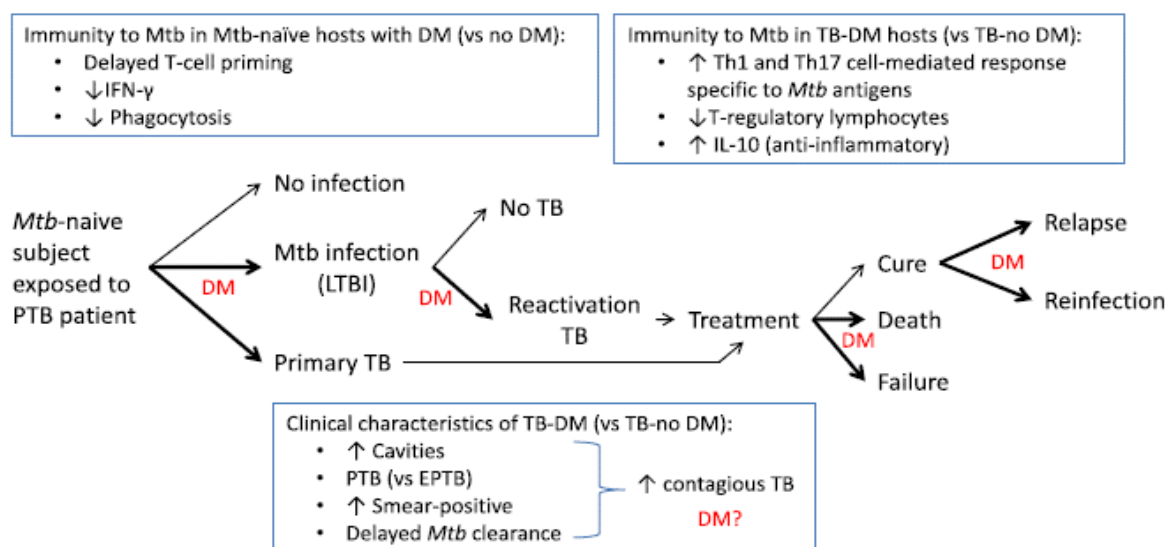 Immunity to Mtb in Mtb-naïve hosts with DM (vs no DM):
• Delayed T-cell priming
• ↓IFN-γ
• ↓ Phagocytosis
Immunity to Mtb in TB-DM hosts (vs TB-no DM):
• ↑ Th1 and Th17 cell-mediated response
specific to Mtb antigens
• ↓T-regulatory lymphocytes
• ↑ IL-10 (anti-inflammatory)
Mtb-naive
subject
exposed to
PTB patient
No infection
DM
Mtb infection
(LTBI)
Primary TB
No TB
DM
Reactivation
TB
Treatment
Cure
DM
Death
Failure
Relapse
DM
Reinfection
Clinical characteristics of TB-DM (vs TB-no DM):
• ↑ Cavities
• PTB (vs EPTB)
• ↑ Smear-positive
• Delayed Mtb clearance
↑ contagious TB
DM?